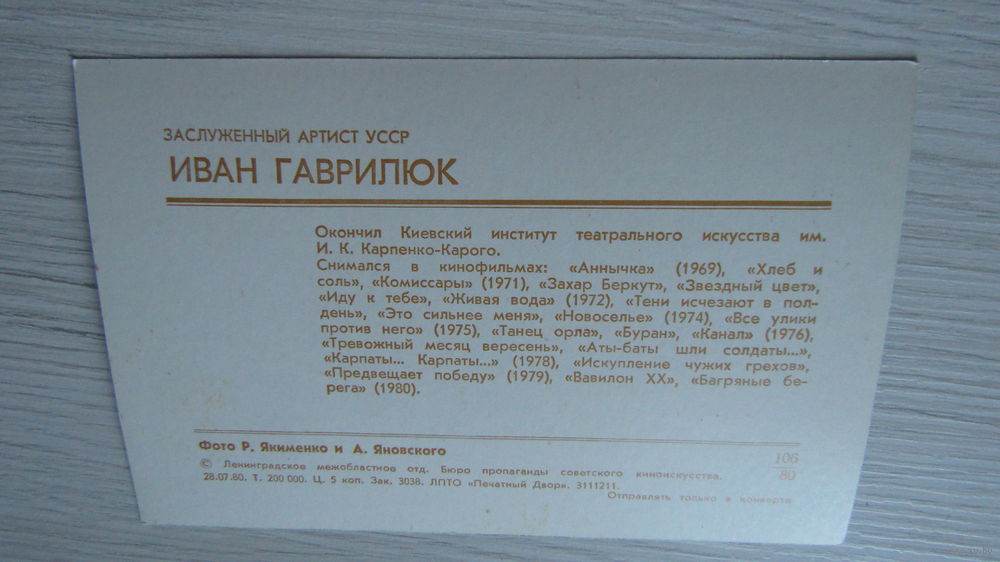 ЗАСЛУЖЕННЫЙ АРТИСТ УССР
ИВАН ГАВРИЛЮК
Окончил Киевский институт театрального искусства им.
И. К. Карпенко-Карого.
Снимался в кинофильмах: «Аннычка» (1969), «Хлеб и
соль», «Комиссары» (1971), «Захар Беркут», «Звездный цвет»,
«Иду к тебе», «Живая вода» (1972), «Тени исчезают в пол-
день», «Это сильнее меня», «Новоселье» (1974), «Все улики
против него» (1975), «Танец орла», «Буран», «Канал» (1976),
«Тревожный месяц вересень», «Аты-баты шли солдаты...»,
«Карпаты... Карпаты...» (1978), «Искупление чужих грехов»,
«Предвещает победу» (1979), «Вавилон XX», «Багряные бе-
рега» (1980).
Фото Р. Якименко и А. Яновского
© Ленинградское межобластное отд. Бюро пропаганды советского киноискусства.
28.07.80. Т. 200 000. Ц. 5 коп. Зак. 3038. ЛПТО «Печатный Двор». 3111211.
106
80
Отправлять только в конверте